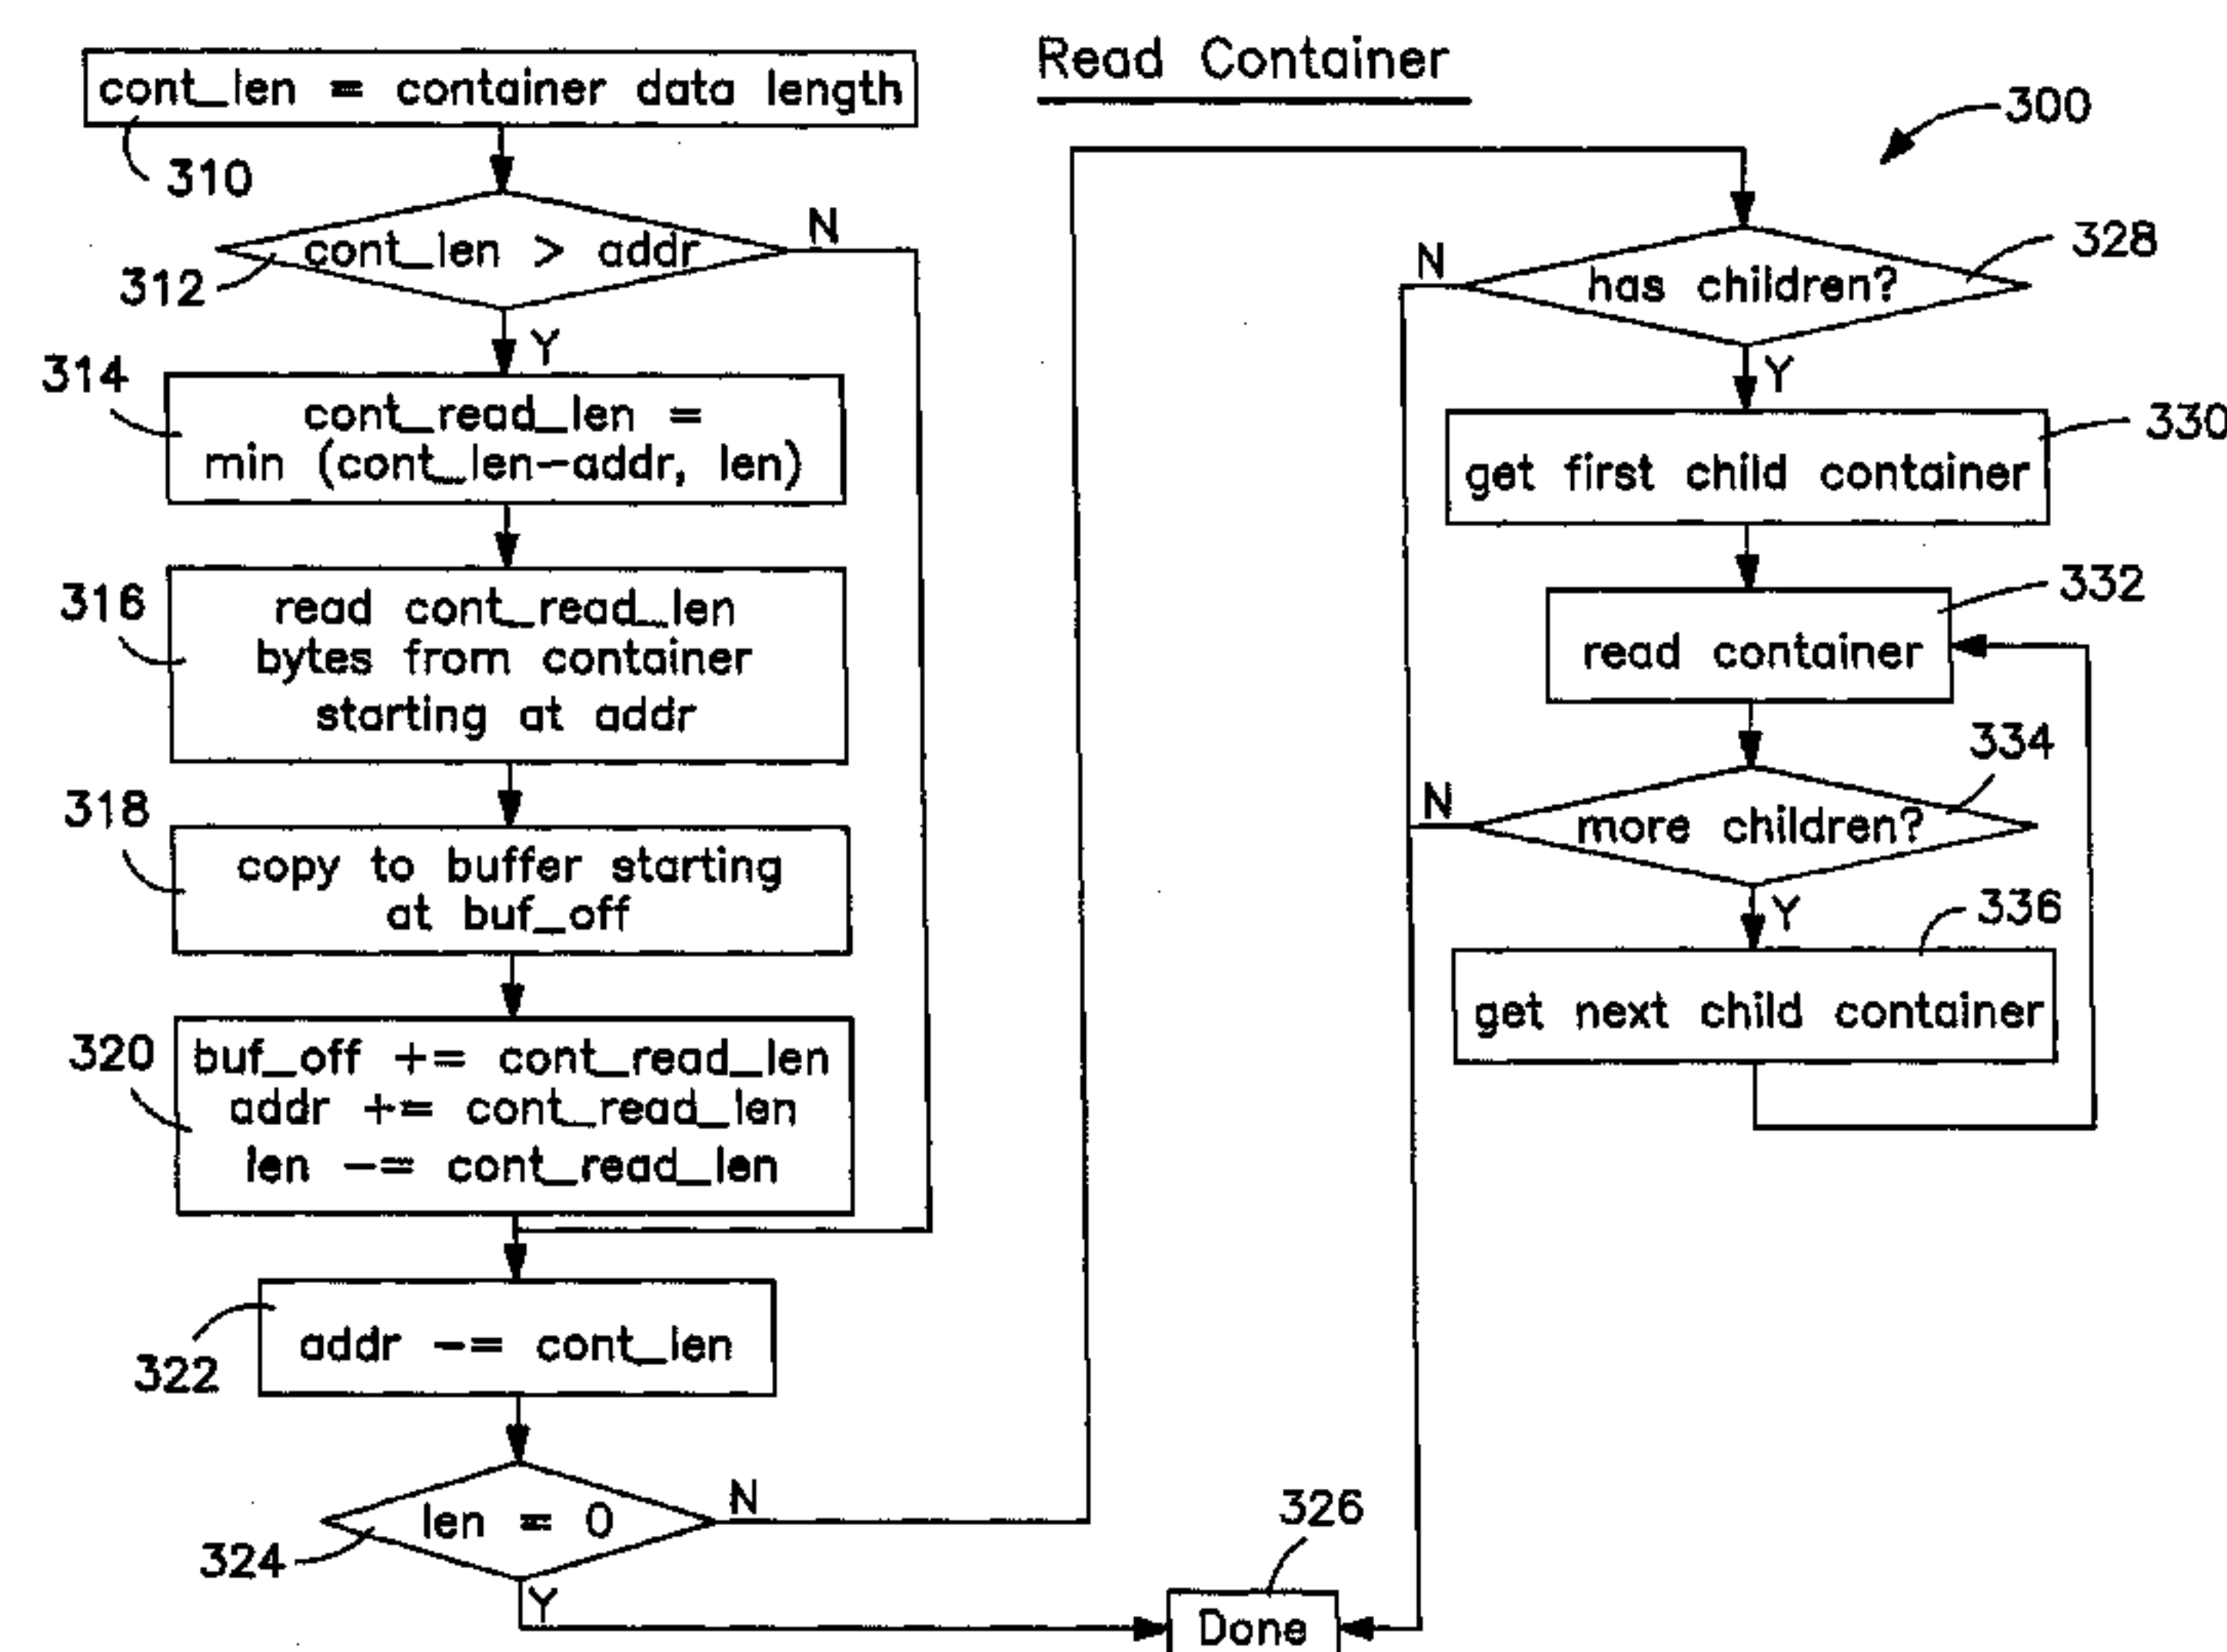 Read Container
300
cont_len = container data length
310
cont_len > addr
N
312
Y
314
cont_read_len =
min (cont_len-addr, len)
316
read cont_read_len
bytes from container
starting at addr
318
copy to buffer starting
at buf_off
320
buf_off += cont_read_len
addr += cont_read_len
len -= cont_read_len
322
addr -= cont_len
len = 0
N
324
Y
326
Done
328
has children?
N
Y
330
get first child container
332
read container
334
more children?
N
Y
336
get next child container